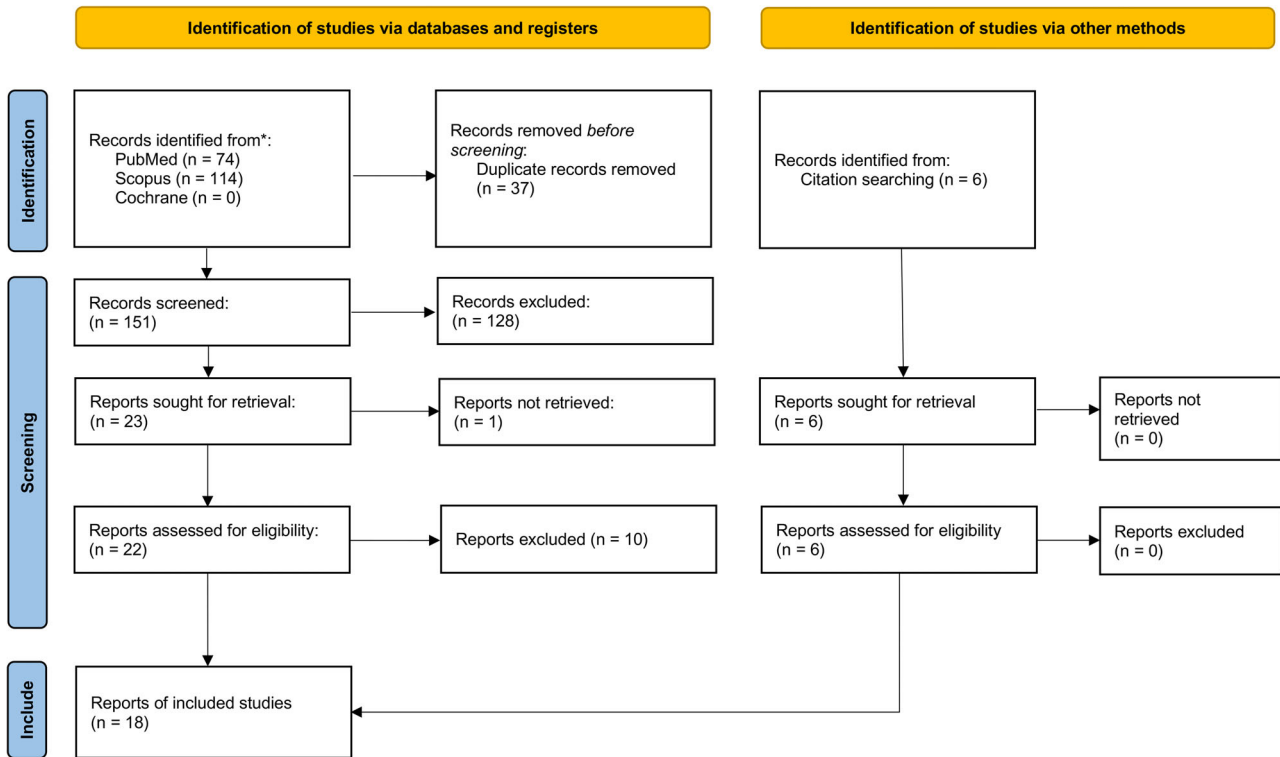 Identification of studies via databases and registers
Identification of studies via other methods
Identification
Records identified from*:
PubMed (n = 74)
Scopus (n = 114)
Cochrane (n = 0)
Records removed before
screening:
Duplicate records removed
(n = 37)
Records identified from:
Citation searching (n = 6)
Screening
Records screened:
(n = 151)
Records excluded:
(n = 128)
Reports sought for retrieval:
(n = 23)
Reports not retrieved:
(n = 1)
Reports sought for retrieval
(n = 6)
Reports not
retrieved
(n = 0)
Reports assessed for eligibility:
(n = 22)
Reports excluded (n = 10)
Reports assessed for eligibility
(n = 6)
Reports excluded
(n = 0)
Include
Reports of included studies
(n = 18)